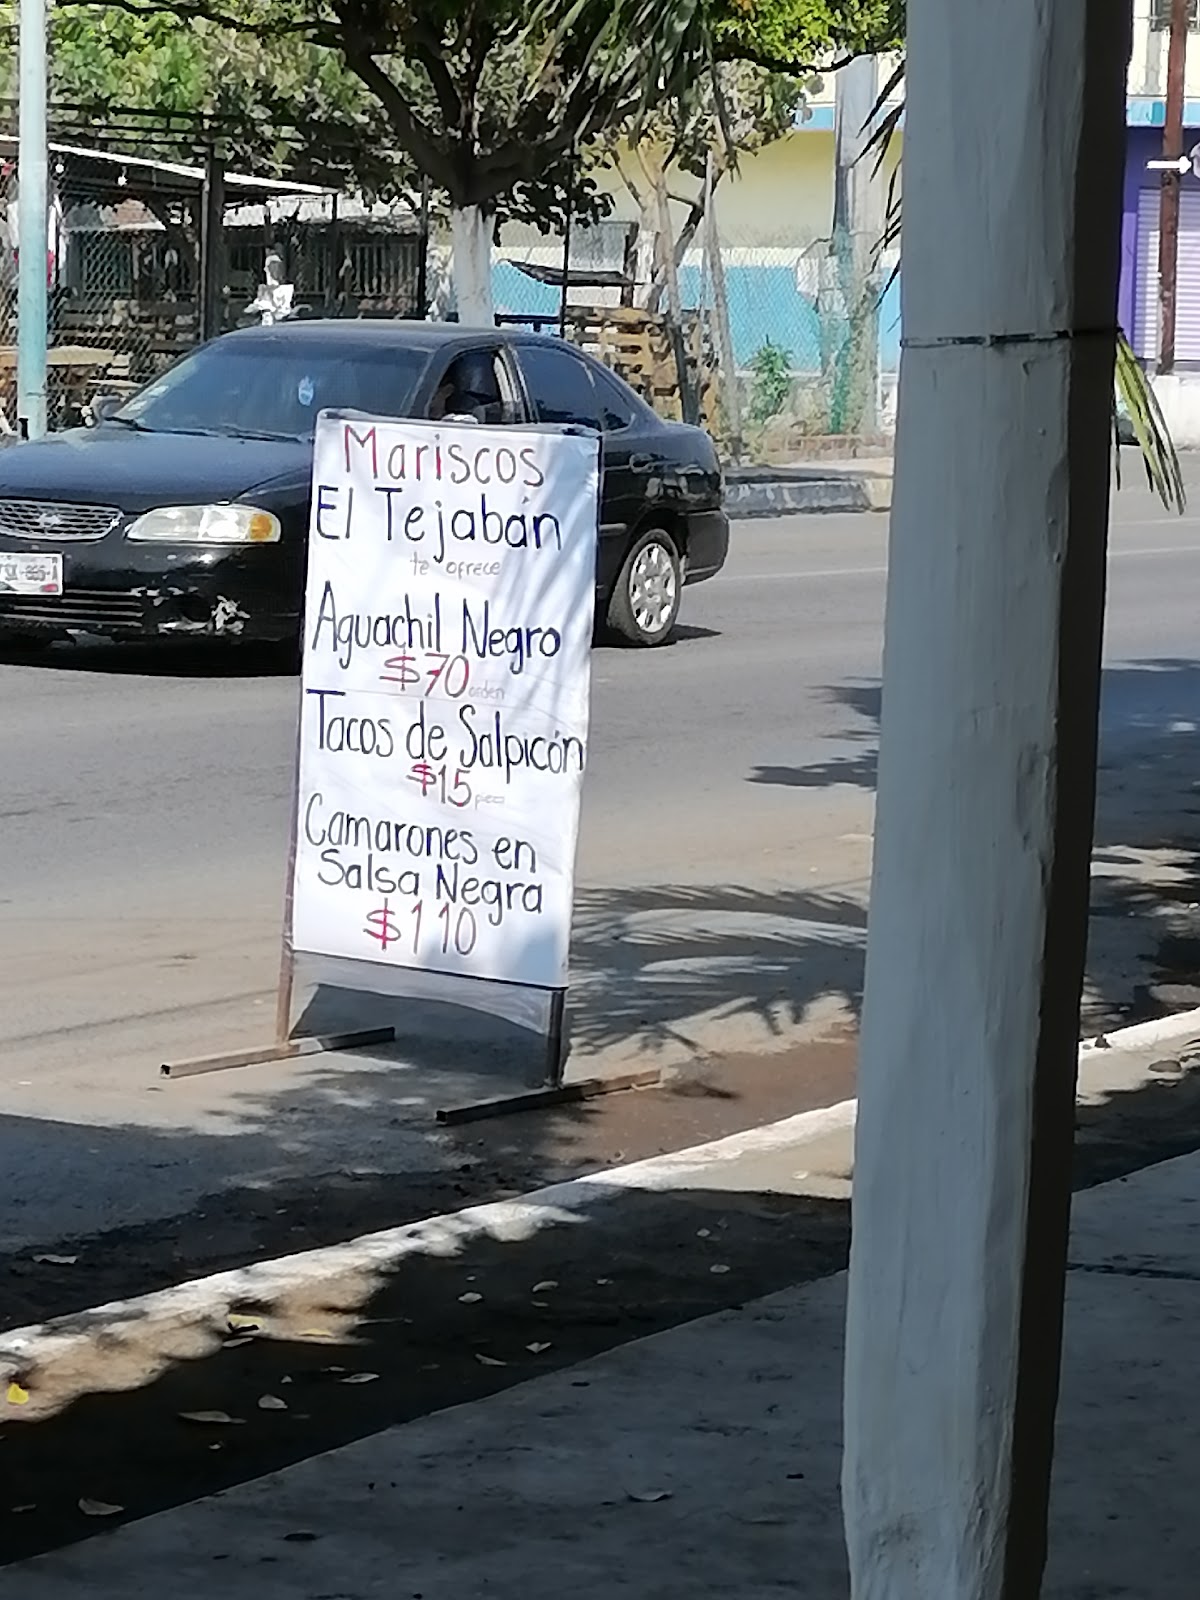 Mariscos
El Tejabán
te ofrece
Aguachil Negro
$70 orden
Tacos de Salpicón
$15 pieza
Camarones en
Salsa Negra
$110